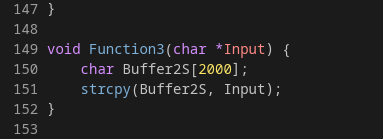 147 }
148
149 void Function3(char *Input) {
150     char Buffer2S[2000];
151     strcpy(Buffer2S, Input);
152 }
153